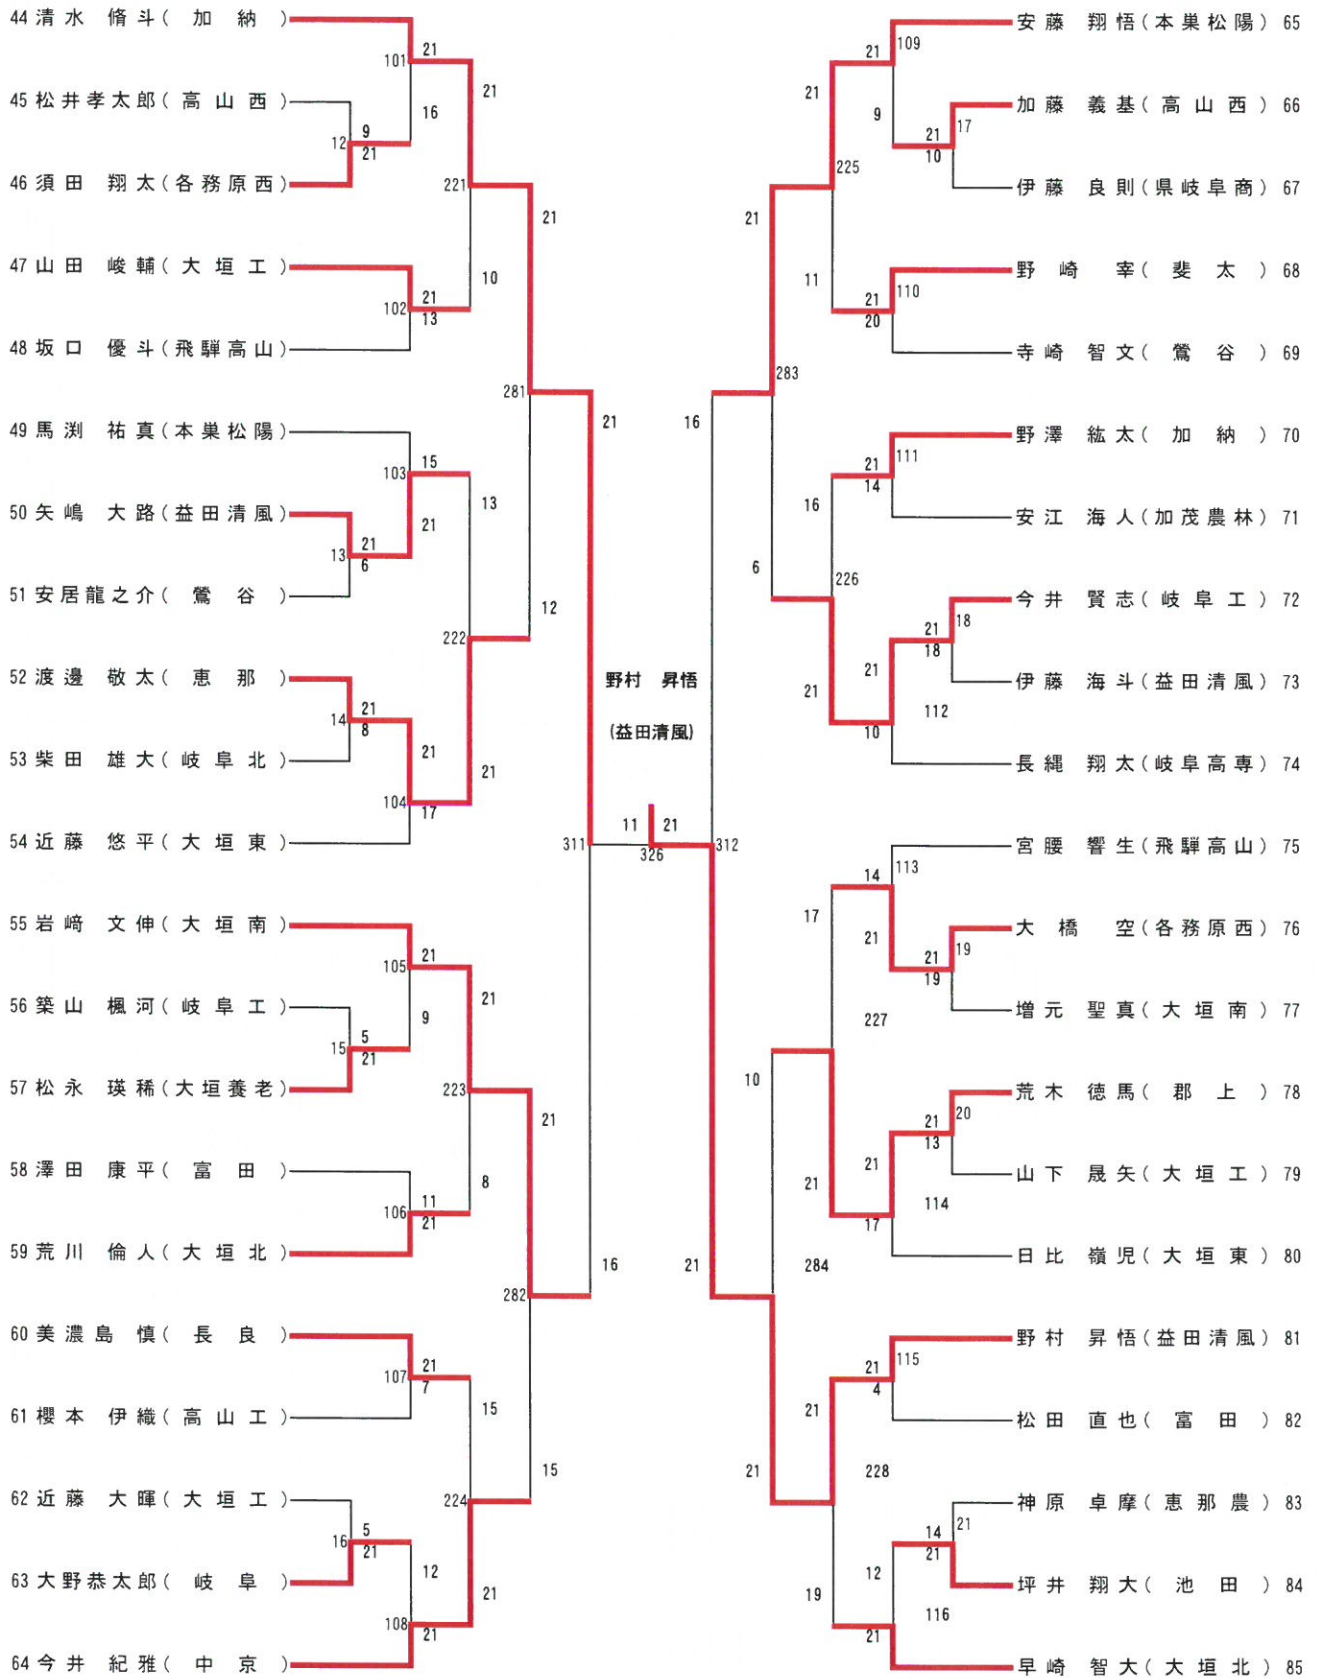 44 清水 脩斗 ( 加納 )
101
21
16
21
45 松井孝太郎 ( 高山西 )
12
9
21
46 須田 翔太 ( 各務原西 )
221
21
47 山田 峻輔 ( 大垣工 )
102
21
13
10
48 坂口 優斗 ( 飛騨高山 )
281
21
49 馬渕 祐真 ( 本巣松陽 )
103
15
21
13
50 矢嶋 大路 ( 益田清風 )
13
21
6
51 安居龍之介 ( 鶯谷 )
222
12
52 渡邊 敬太 ( 恵那 )
14
21
8
53 柴田 雄大 ( 岐阜北 )
21
21
104
17
54 近藤 悠平 ( 大垣東 )
311
55 岩﨑 文伸 ( 大垣南 )
105
21
9
21
56 築山 楓河 ( 岐阜工 )
15
5
21
57 松永 瑛稀 ( 大垣養老 )
223
21
58 澤田 康平 ( 富田 )
106
11
21
8
59 荒川 倫人 ( 大垣北 )
282
16
60 美濃島 慎 ( 長良 )
107
21
7
15
61 櫻本 伊織 ( 高山工 )
15
62 近藤 大暉 ( 大垣工 )
224
16
5
21
63 大野恭太郎 ( 岐阜 )
12
21
108
21
64 今井 紀雅 ( 中京 )
野村 昇悟
(益田清風)
11
21
326
安藤 翔悟 ( 本巣松陽 ) 65
21
109
9
21
加藤 義基 ( 高山西 ) 66
21
17
10
伊藤 良則 ( 県岐阜商 ) 67
225
21
野崎 宰 ( 斐太 ) 68
21
110
20
11
寺崎 智文 ( 鶯谷 ) 69
283
16
野澤 紘太 ( 加納 ) 70
21
111
14
16
安江 海人 ( 加茂農林 ) 71
6
226
今井 賢志 ( 岐阜工 ) 72
21
18
18
伊藤 海斗 ( 益田清風 ) 73
21
21
112
10
長縄 翔太 ( 岐阜高専 ) 74
312
宮腰 響生 ( 飛騨高山 ) 75
14
113
21
17
大橋 空 ( 各務原西 ) 76
21
19
19
増元 聖真 ( 大垣南 ) 77
227
10
荒木 徳馬 ( 郡上 ) 78
21
20
13
山下 晟矢 ( 大垣工 ) 79
21
21
114
17
日比 嶺児 ( 大垣東 ) 80
284
21
野村 昇悟 ( 益田清風 ) 81
21
115
4
21
松田 直也 ( 富田 ) 82
21
228
神原 卓摩 ( 恵那農 ) 83
14
21
21
坪井 翔大 ( 池田 ) 84
12
19
116
21
早崎 智大 ( 大垣北 ) 85